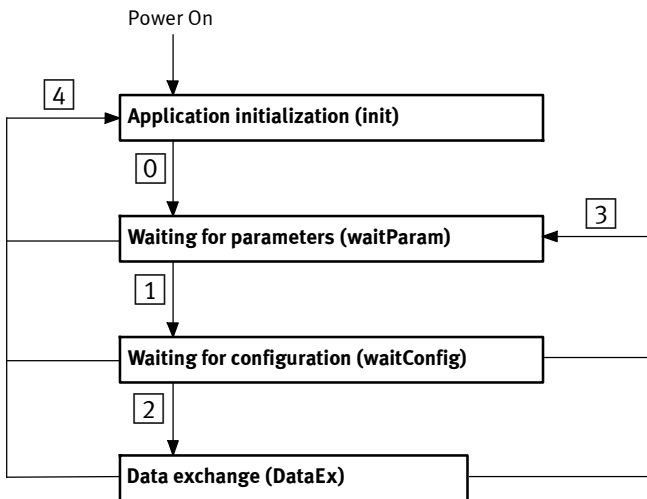 Power On
4
Application initialization (init)
0
3
Waiting for parameters (waitParam)
1
Waiting for configuration (waitConfig)
2
Data exchange (DataEx)